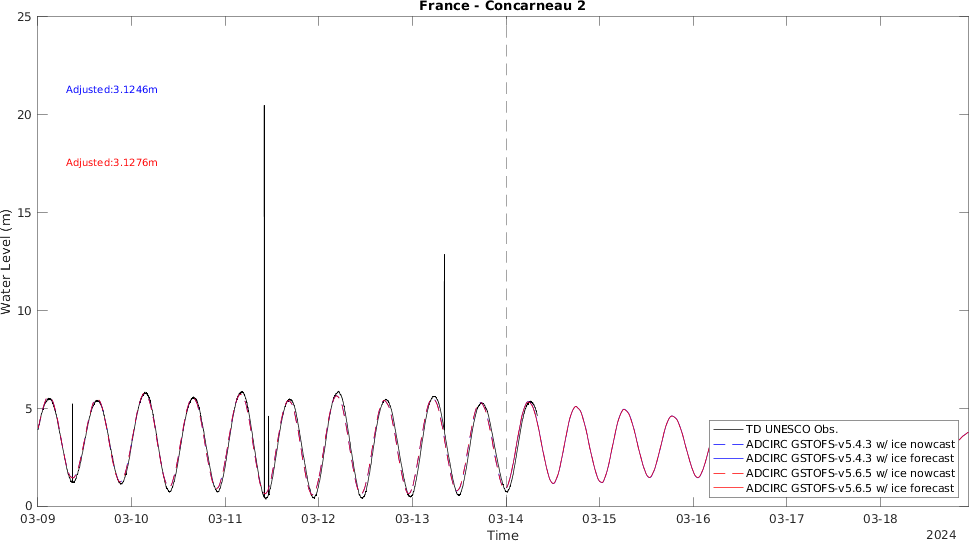 France - Concarneau 2
25
20
15
10
5
0
Water Level (m)
Adjusted:3.1246m
Adjusted:3.1276m
TD UNESCO Obs.
ADCIRC GSTOFS-v5.4.3 w/ ice nowcast
ADCIRC GSTOFS-v5.4.3 w/ ice forecast
ADCIRC GSTOFS-v5.6.5 w/ ice nowcast
ADCIRC GSTOFS-v5.6.5 w/ ice forecast
03-09 03-10 03-11 03-12 03-13 03-14 03-15 03-16 03-17 03-18
Time
2024